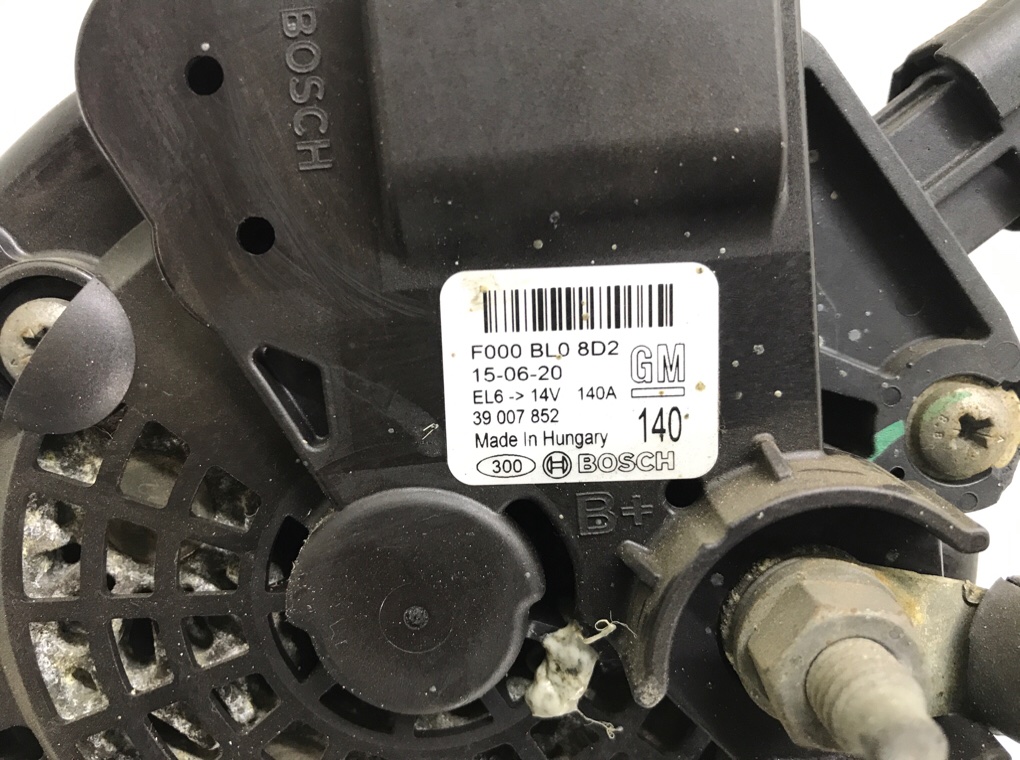 BOSCH
F000 BL0 8D2
15-06-20
GM
EL6 -> 14V 140A
39 007 852
140
Made In Hungary
300 BOSCH
B+